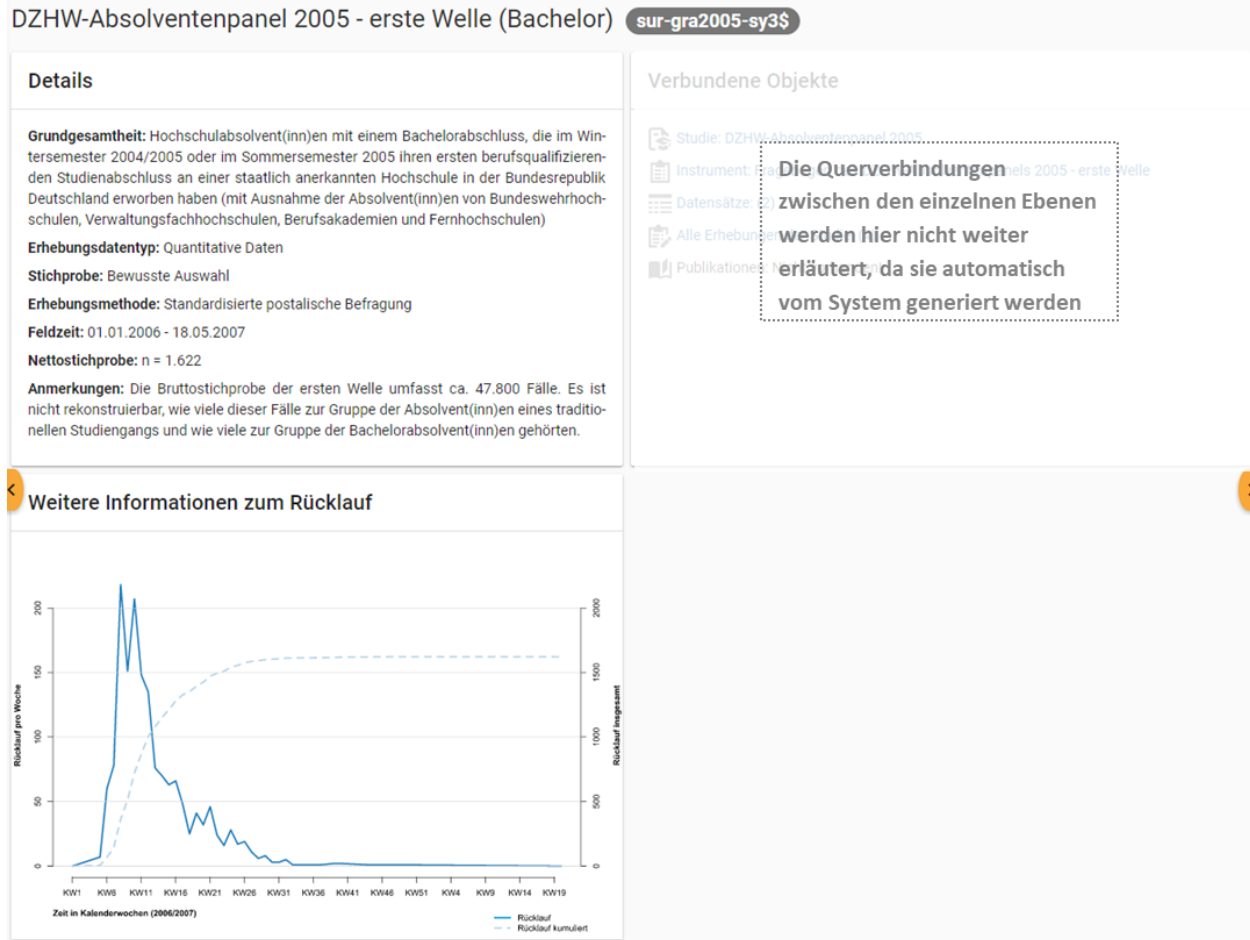 DZHW-Absolventenpanel 2005 - erste Welle (Bachelor) sur-gra2005-sy3$
Details
Grundgesamtheit: Hochschulabsolvent(inn)en mit einem Bachelorabschluss, die im Win-
tersemester 2004/2005 oder im Sommersemester 2005 ihren ersten berufsqualifizieren-
den Studienabschluss an einer staatlich anerkannten Hochschule in der Bundesrepublik
Deutschland erworben haben (mit Ausnahme der Absolvent(inn)en von Bundeswehrhoch-
schulen, Verwaltungsfachhochschulen, Berufsakademien und Fernhochschulen)
Erhebungsdatentyp: Quantitative Daten
Stichprobe: Bewusste Auswahl
Erhebungsmethode: Standardisierte postalische Befragung
Feldzeit: 01.01.2006 - 18.05.2007
Nettostichprobe: n = 1.622
Anmerkungen: Die Bruttostichprobe der ersten Welle umfasst ca. 47.800 Fälle. Es ist
nicht rekonstruierbar, wie viele dieser Fälle zur Gruppe der Absolvent(inn)en eines traditio-
nellen Studiengangs und wie viele zur Gruppe der Bachelorabsolvent(inn)en gehörten.
Verbundene Objekte
Studie: DZHW-Absolventenpanel 2005
Instrument: 2005 - erste Welle
Datensätze: (2)
Alle
Publikationen:
Die Querverbindungen
zwischen den einzelnen Ebenen
werden hier nicht weiter
erläutert, da sie automatisch
vom System generiert werden
Weitere Informationen zum Rücklauf
Rücklauf pro Woche
200
150
100
50
0
2000
1500
1000
500
0
Rücklauf insgesamt
KW1 KW6 KW11 KW16 KW21 KW26 KW31 KW36 KW41 KW46 KW51 KW4 KW9 KW14 KW19
Zeit in Kalenderwochen (2006/2007)
Rücklauf
Rücklauf kumuliert